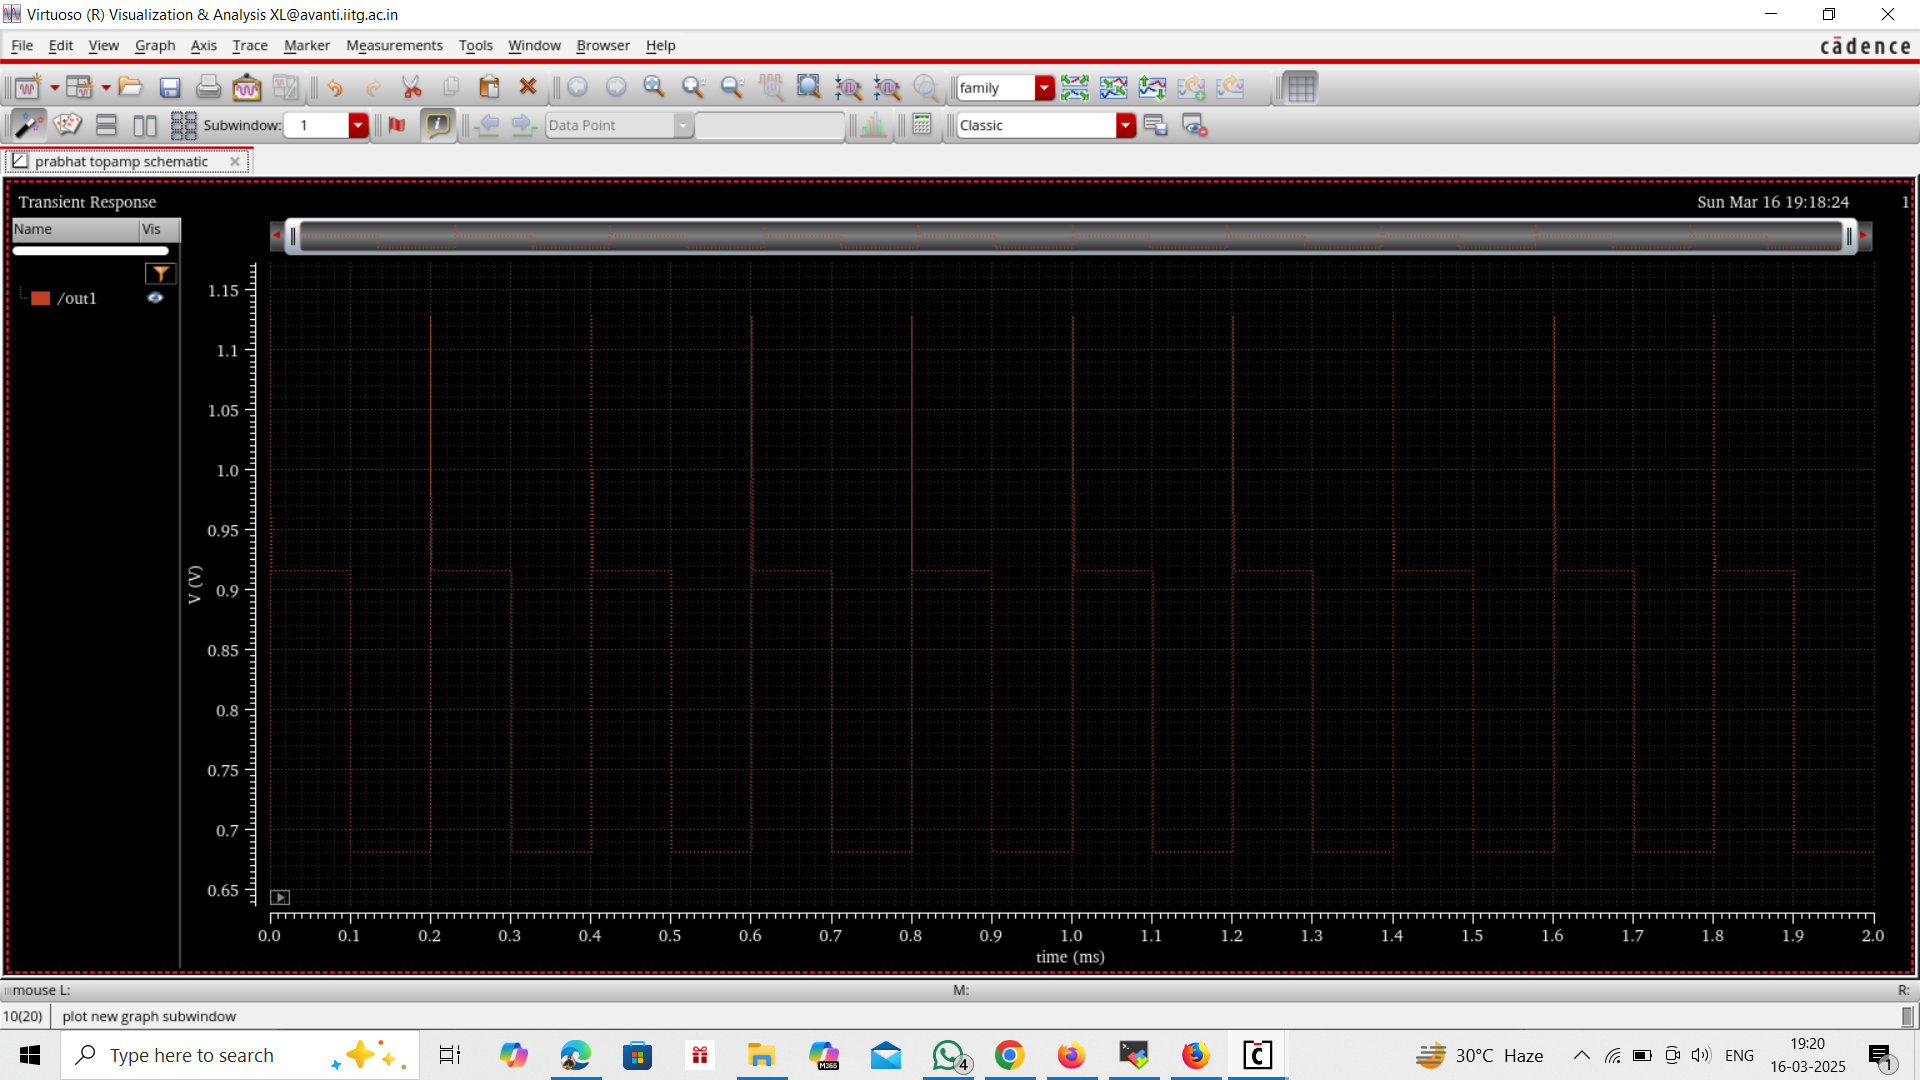 Virtuoso (R) Visualization & Analysis XL@avanti.iitg.ac.in
File Edit View Graph Axis Trace Marker Measurements Tools Window Browser Help
cādence
family
Subwindow: 1
Data Point
Classic
prabhat topamp schematic
Transient Response
Sun Mar 16 19:18:24 1
Name Vis
/out1
1.15
1.1
1.05
1.0
0.95
0.9
0.85
0.8
0.75
0.7
0.65
V (V)
0.0 0.1 0.2 0.3 0.4 0.5 0.6 0.7 0.8 0.9 1.0 1.1 1.2 1.3 1.4 1.5 1.6 1.7 1.8 1.9 2.0
time (ms)
mouse L: M: R:
10(20) plot new graph subwindow
Type here to search
M365
4
30°C Haze
ENG
19:20
16-03-2025
1